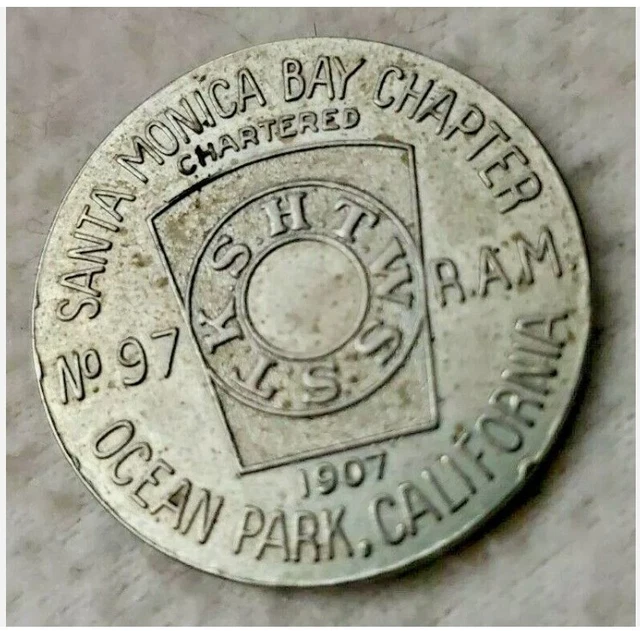 SANTA MONICA BAY CHAPTER
CHARTERED
H T W S S T K S
No 97
R.A.M.
1907
OCEAN PARK, CALIFORNIA